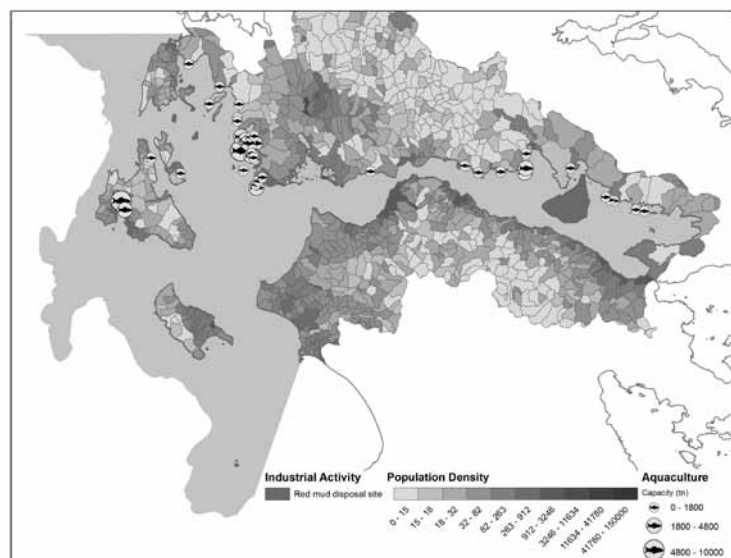 Industrial Activity
Red mud disposal site
Population Density
0 - 15
15 - 18
18 - 32
32 - 82
82 - 263
263 - 912
912 - 3246
3246 - 11634
11634 - 41780
41780 - 150000
Aquaculture
Capacity (tn)
0 - 1800
1800 - 4800
4800 - 10000